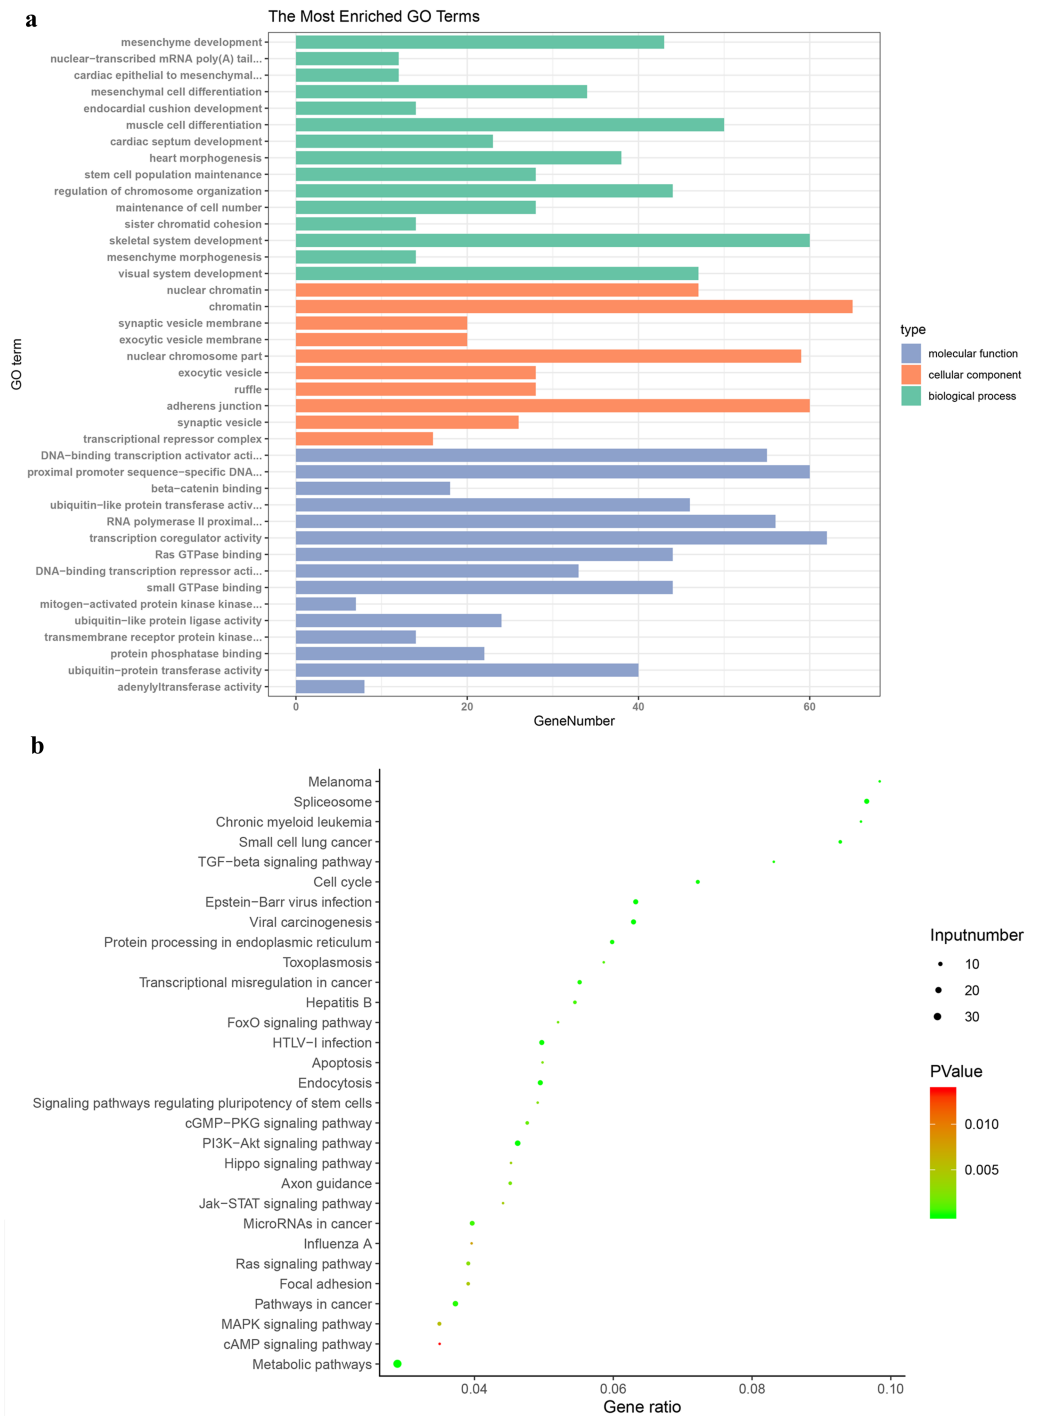 a
The Most Enriched GO Terms
mesenchyme development
nuclear−transcribed mRNA poly(A) tail...
cardiac epithelial to mesenchymal...
mesenchymal cell differentiation
endocardial cushion development
muscle cell differentiation
cardiac septum development
heart morphogenesis
stem cell population maintenance
regulation of chromosome organization
maintenance of cell number
sister chromatid cohesion
skeletal system development
mesenchyme morphogenesis
visual system development
nuclear chromatin
chromatin
synaptic vesicle membrane
exocytic vesicle membrane
nuclear chromosome part
exocytic vesicle
ruffle
adherens junction
synaptic vesicle
transcriptional repressor complex
DNA−binding transcription activator acti...
proximal promoter sequence−specific DNA...
beta−catenin binding
ubiquitin−like protein transferase activ...
RNA polymerase II proximal...
transcription coregulator activity
Ras GTPase binding
DNA−binding transcription repressor acti...
small GTPase binding
mitogen−activated protein kinase kinase...
ubiquitin−like protein ligase activity
transmembrane receptor protein kinase...
protein phosphatase binding
ubiquitin−protein transferase activity
adenylyltransferase activity
GO term
0 20 40 60
GeneNumber
type
molecular function
cellular component
biological process
b
Melanoma
Spliceosome
Chronic myeloid leukemia
Small cell lung cancer
TGF−beta signaling pathway
Cell cycle
Epstein−Barr virus infection
Viral carcinogenesis
Protein processing in endoplasmic reticulum
Toxoplasmosis
Transcriptional misregulation in cancer
Hepatitis B
FoxO signaling pathway
HTLV−I infection
Apoptosis
Endocytosis
Signaling pathways regulating pluripotency of stem cells
cGMP−PKG signaling pathway
PI3K−Akt signaling pathway
Hippo signaling pathway
Axon guidance
Jak−STAT signaling pathway
MicroRNAs in cancer
Influenza A
Ras signaling pathway
Focal adhesion
Pathways in cancer
MAPK signaling pathway
cAMP signaling pathway
Metabolic pathways
0.04 0.06 0.08 0.10
Gene ratio
Inputnumber
10
20
30
PValue
0.010
0.005